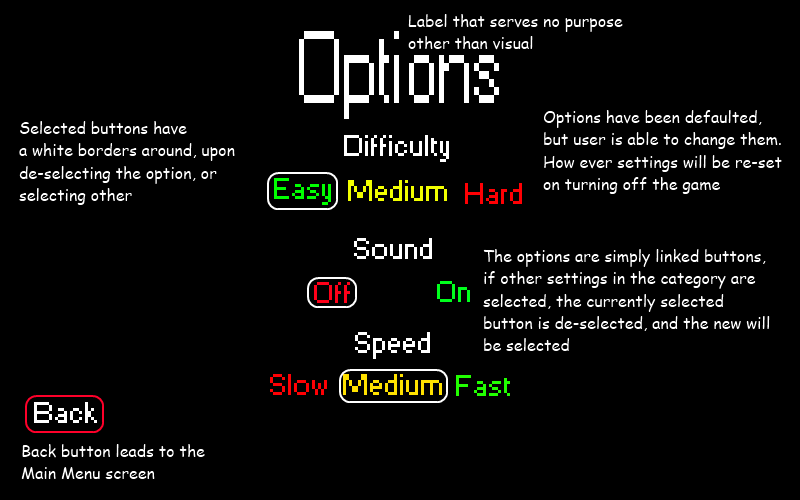 Label that serves no purpose
other than visual
Options
Selected buttons have
a white borders around, upon
de-selecting the option, or
selecting other
Options have been defaulted,
but user is able to change them.
How ever settings will be re-set
on turning off the game
Difficulty
Easy Medium Hard
Sound
Off On
The options are simply linked buttons,
if other settings in the category are
selected, the currently selected
button is de-selected, and the new will
be selected
Speed
Slow Medium Fast
Back
Back button leads to the
Main Menu screen